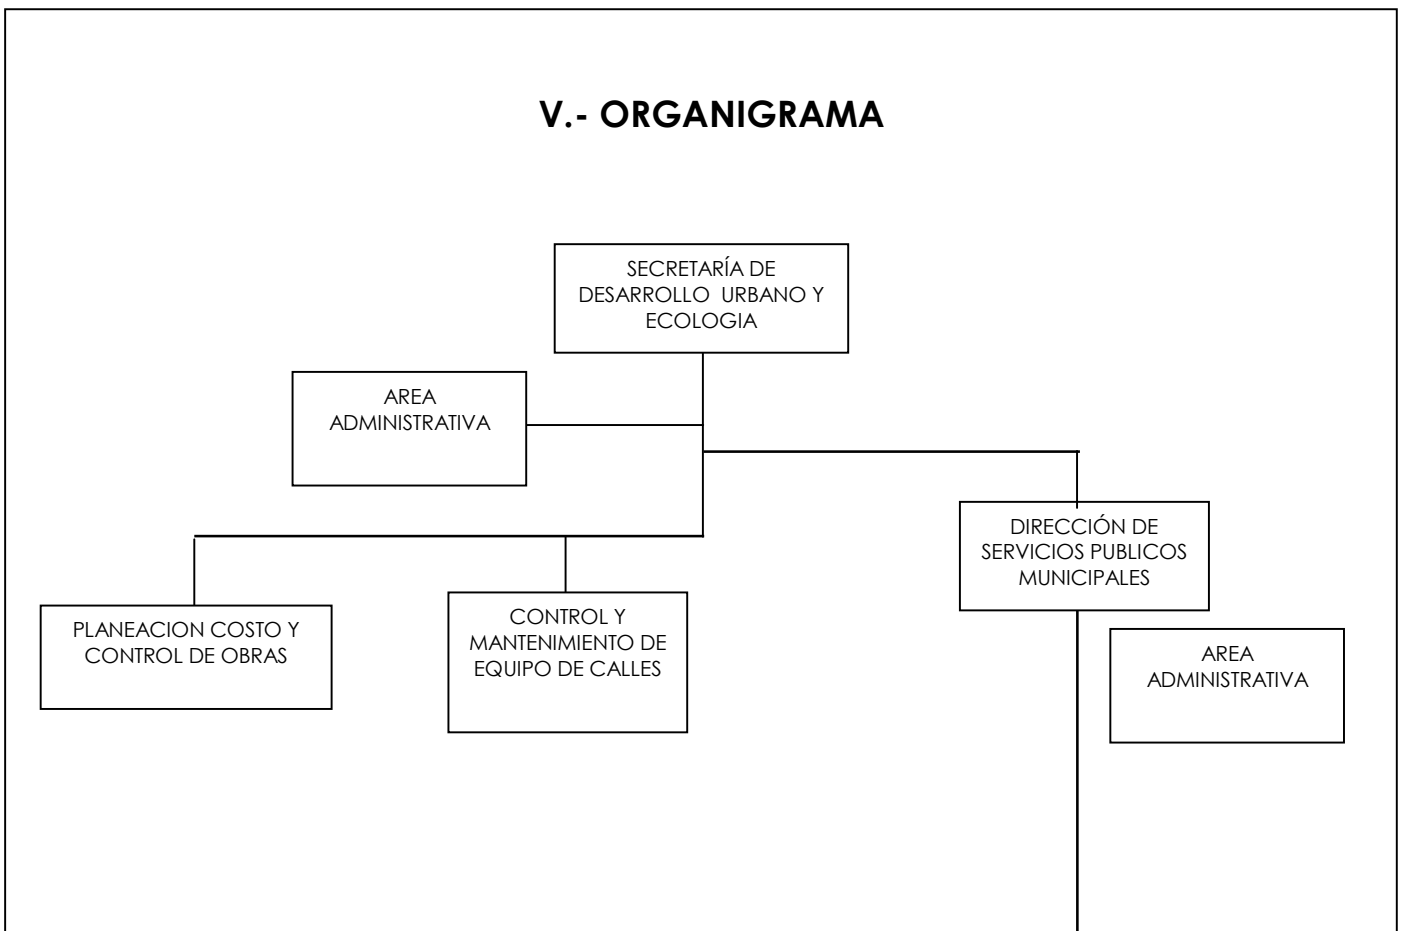 V.- ORGANIGRAMA
SECRETARÍA DE
DESARROLLO URBANO Y
ECOLOGIA
AREA
ADMINISTRATIVA
DIRECCIÓN DE
SERVICIOS PUBLICOS
MUNICIPALES
PLANEACION COSTO Y
CONTROL DE OBRAS
CONTROL Y
MANTENIMIENTO DE
EQUIPO DE CALLES
AREA
ADMINISTRATIVA